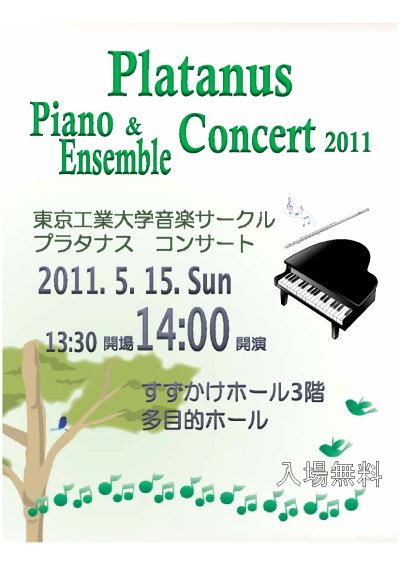 Platanus
Piano & Ensemble Concert 2011
東京工業大学音楽サークル
プラタナス　コンサート
2011. 5. 15. Sun
13:30 開場 14:00 開演
すずかけホール3階
多目的ホール
入場無料